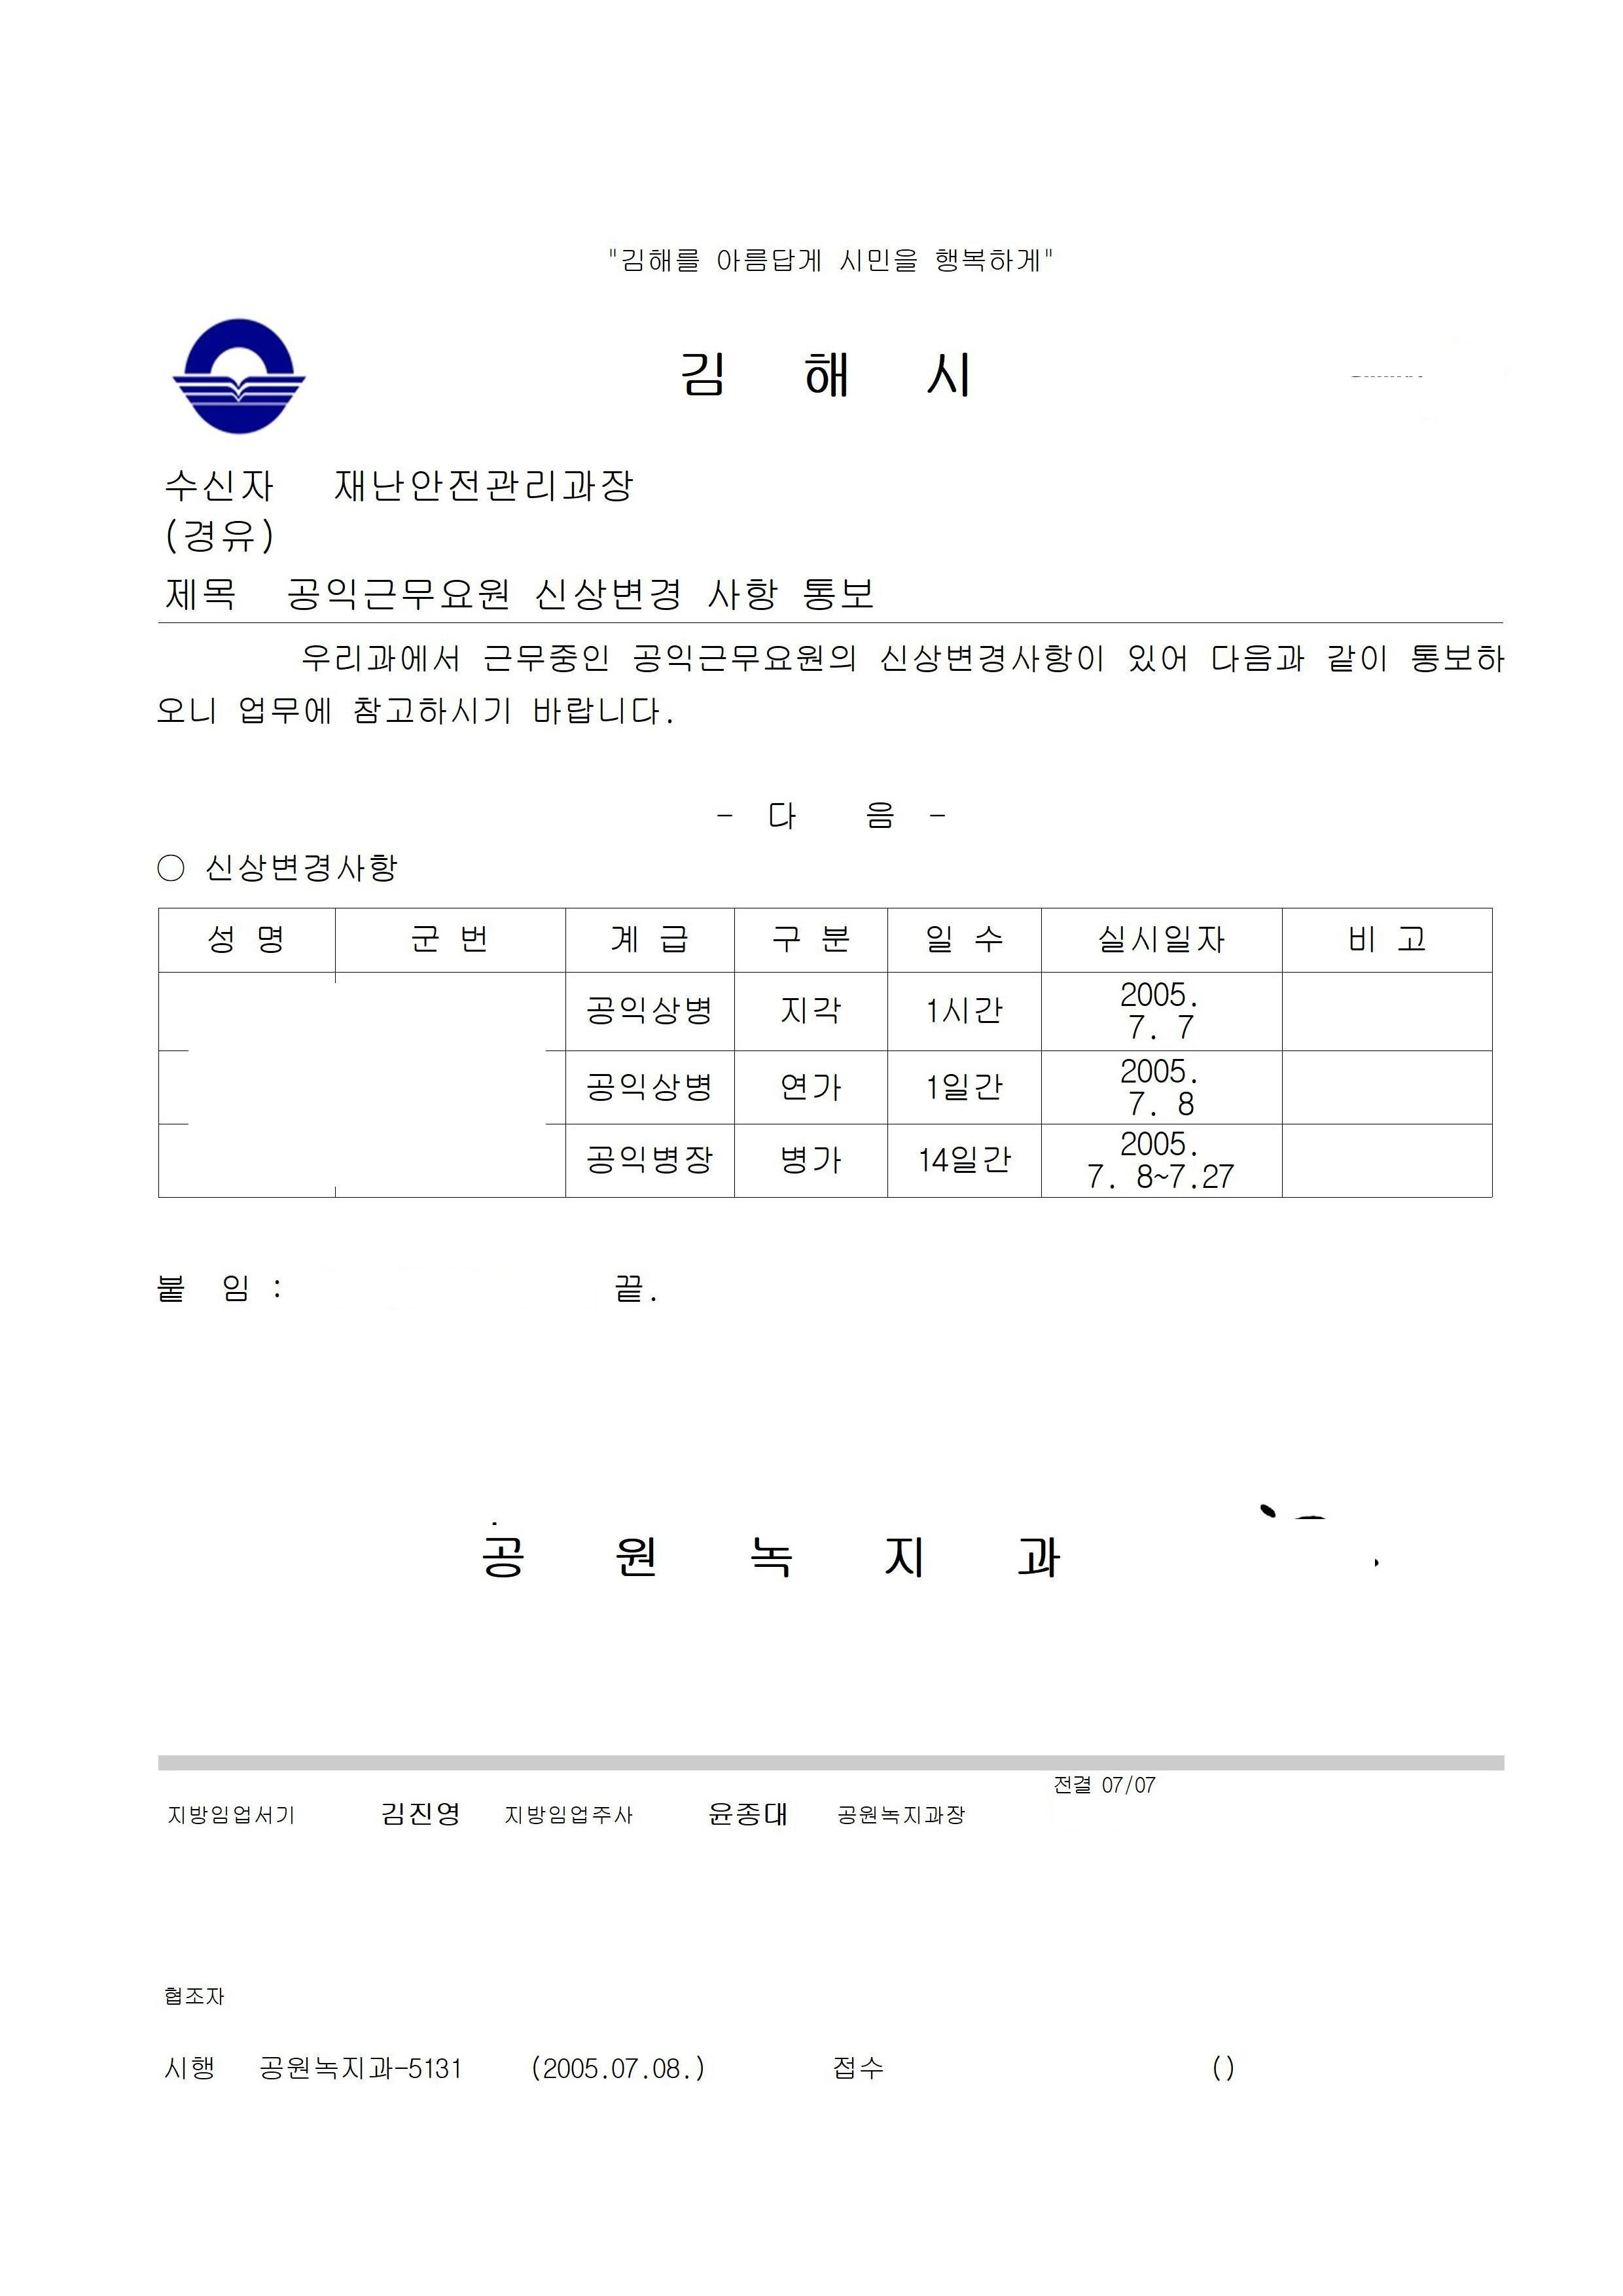 "김해를 아름답게 시민을 행복하게"
김 해 시
수신자 재난안전관리과장
(경유)
제목 공익근무요원 신상변경 사항 통보
우리과에서 근무중인 공익근무요원의 신상변경사항이 있어 다음과 같이 통보하
오니 업무에 참고하시기 바랍니다.
- 다 음 -
○ 신상변경사항
성 명 군 번 계 급 구 분 일 수 실시일자 비 고
공익상병 지각 1시간 2005. 7. 7
공익상병 연가 1일간 2005. 7. 8
공익병장 병가 14일간 2005. 7. 8~7.27
붙 임 : 끝.
공 원 녹 지 과
전결 07/07
지방임업서기 김진영 지방임업주사 윤종대 공원녹지과장
협조자
시행 공원녹지과-5131 (2005.07.08.) 접수 ()